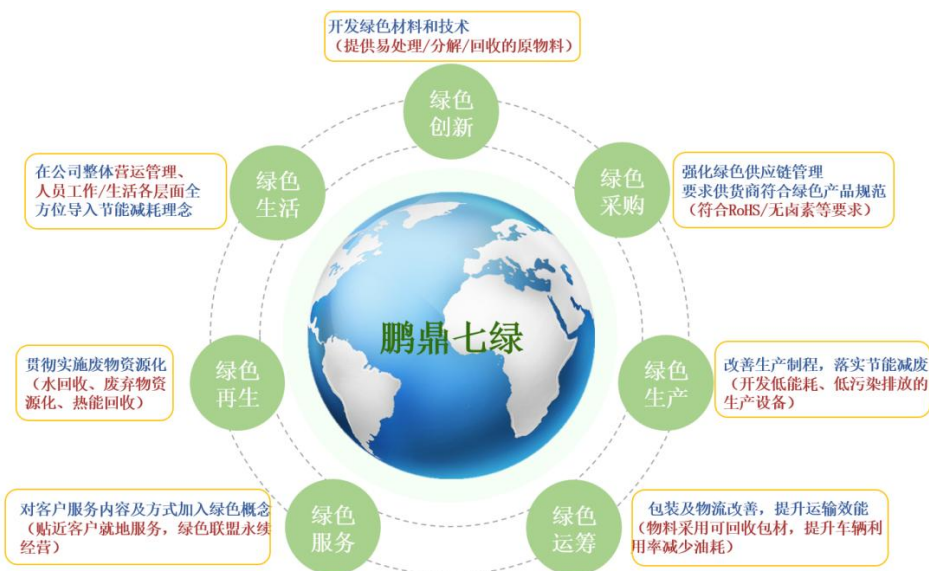 开发绿色材料和技术
（提供易处理/分解/回收的原物料）
绿色
创新
在公司整体营运管理、
人员工作/生活各层面全
方位导入节能减耗理念
绿色
生活
绿色
采购
强化绿色供应链管理
要求供货商符合绿色产品规范
（符合RoHS/无卤素等要求）
鹏鼎七绿
贯彻实施废物资源化
（水回收、废弃物资
源化、热能回收）
绿色
再生
绿色
生产
改善生产制程，落实节能减废
（开发低能耗、低污染排放的
生产设备）
对客户服务内容及方式加入绿色概念
（贴近客户就地服务，绿色联盟永续
经营）
绿色
服务
绿色
运筹
包装及物流改善，提升运输效能
（物料采用可回收包材，提升车辆利
用率减少油耗）